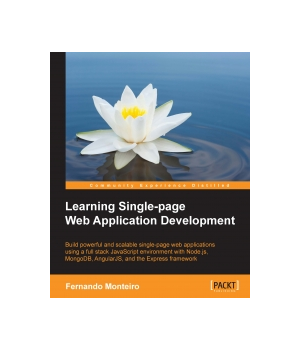 Community Experience Distilled
Learning Single-page
Web Application Development
Build powerful and scalable single-page web applications
using a full stack JavaScript environment with Node.js,
MongoDB, AngularJS, and the Express framework
Fernando Monteiro
PACKT
PUBLISHING